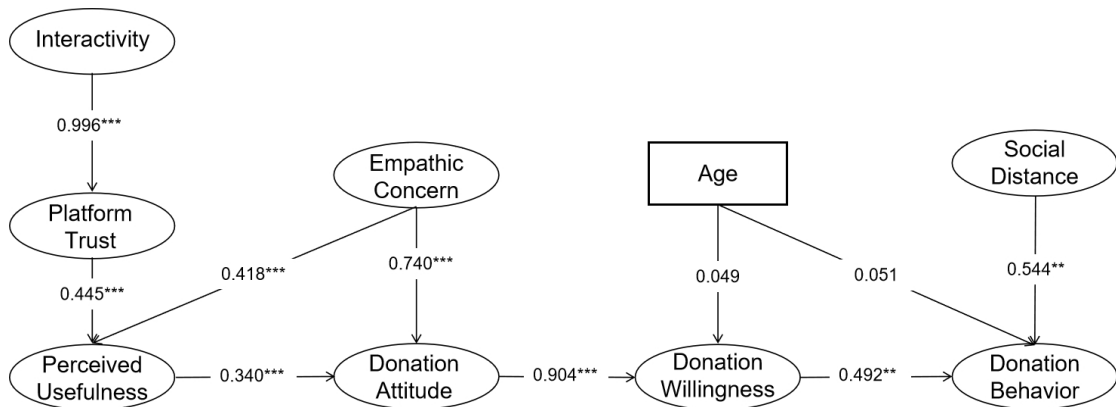 Interactivity
0.996***
Empathic
Concern
Age
Social
Distance
Platform
Trust
0.418***
0.740***
0.049
0.051
0.544**
0.445***
Perceived
Usefulness
0.340***
Donation
Attitude
0.904***
Donation
Willingness
0.492**
Donation
Behavior